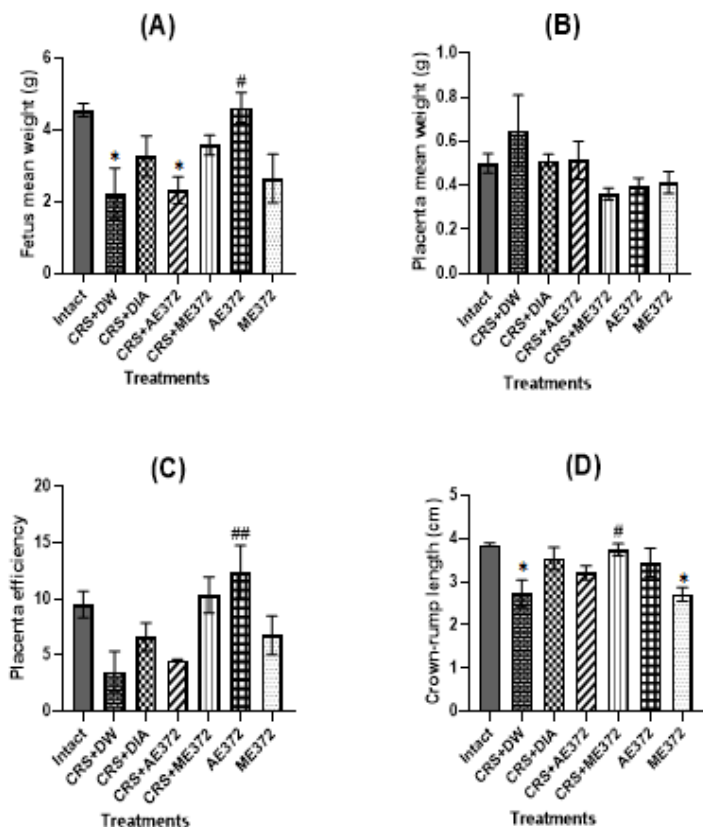 (A)
Fetus mean weight (g)
6
4
2
0
*
*
#
Intact
CRS+DW
CRS+DIA
CRS+AE372
CRS+ME372
AE372
ME372
Treatments
(B)
Placenta mean weight (g)
1.0
0.8
0.6
0.4
0.2
0.0
Intact
CRS+DW
CRS+DIA
CRS+AE372
CRS+ME372
AE372
ME372
Treatments
(C)
Placenta efficiency
20
15
10
5
0
##
Intact
CRS+DW
CRS+DIA
CRS+AE372
CRS+ME372
AE372
ME372
Treatments
(D)
Crown-rump length (cm)
5
4
3
2
1
0
*
#
*
Intact
CRS+DW
CRS+DIA
CRS+AE372
CRS+ME372
AE372
ME372
Treatments